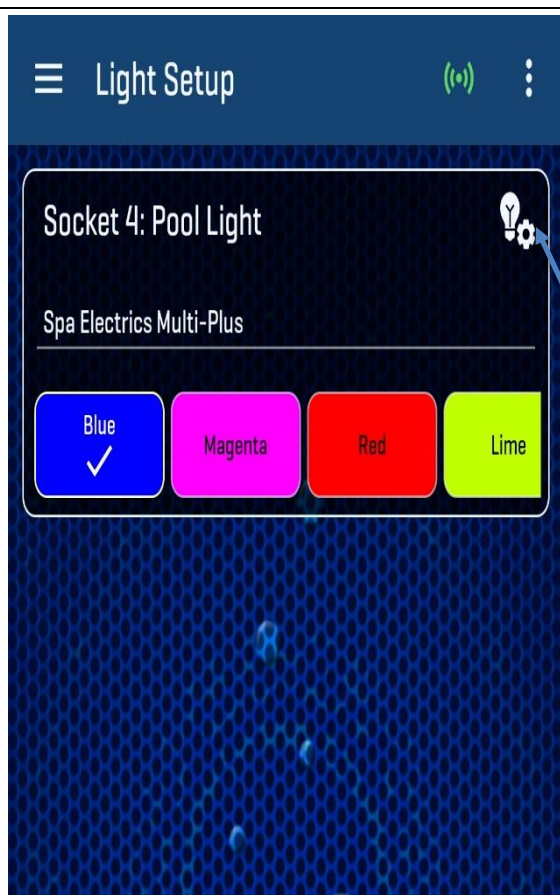 Light Setup
Socket 4: Pool Light
Spa Electrics Multi-Plus
Blue
Magenta
Red
Lime